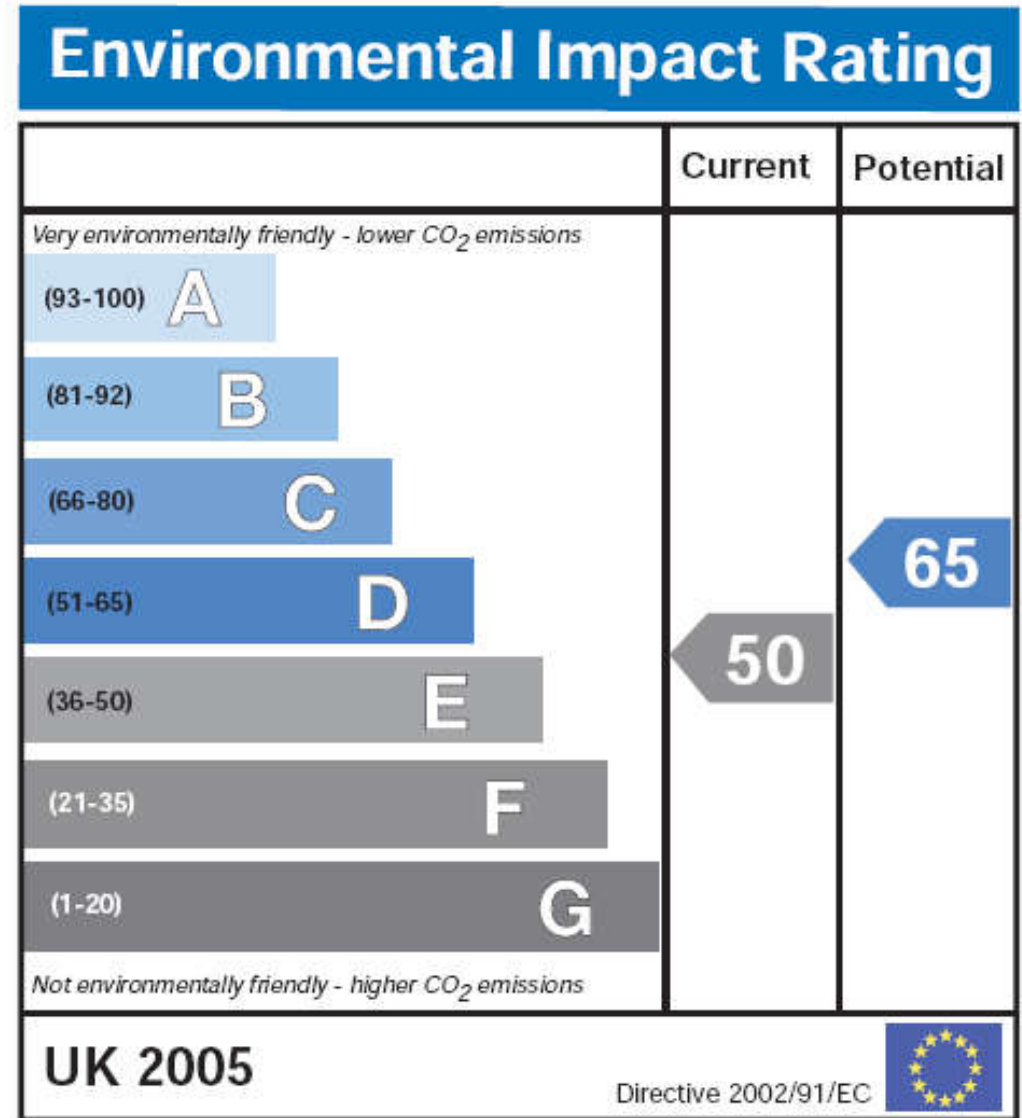 Environmental Impact Rating
Current Potential
Very environmentally friendly - lower CO2 emissions
(93-100) A
(81-92) B
(66-80) C
65
(51-65) D
50
(36-50) E
(21-35) F
(1-20) G
Not environmentally friendly - higher CO2 emissions
UK 2005
Directive 2002/91/EC